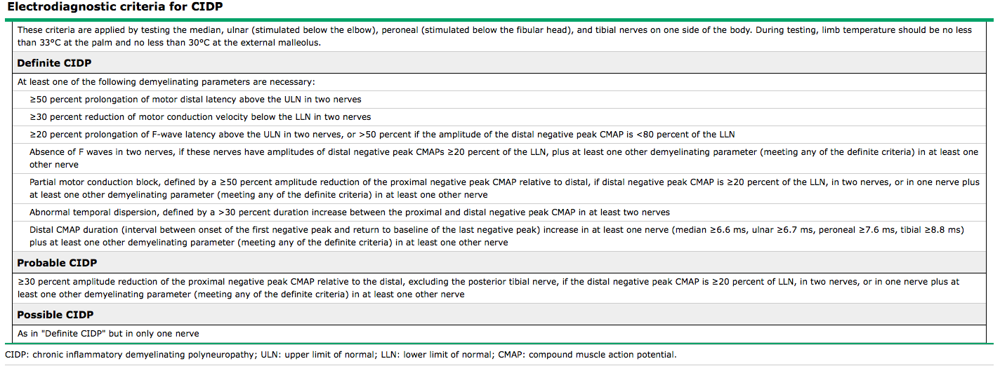 Electrodiagnostic criteria for CIDP
These criteria are applied by testing the median, ulnar (stimulated below the elbow), peroneal (stimulated below the fibular head), and tibial nerves on one side of the body. During testing, limb temperature should be no less
than 33°C at the palm and no less than 30°C at the external malleolus.
Definite CIDP
At least one of the following demyelinating parameters are necessary:
≥50 percent prolongation of motor distal latency above the ULN in two nerves
≥30 percent reduction of motor conduction velocity below the LLN in two nerves
≥20 percent prolongation of F-wave latency above the ULN in two nerves, or >50 percent if the amplitude of the distal negative peak CMAP is <80 percent of the LLN
Absence of F waves in two nerves, if these nerves have amplitudes of distal negative peak CMAPs ≥20 percent of the LLN, plus at least one other demyelinating parameter (meeting any of the definite criteria) in at least one
other nerve
Partial motor conduction block, defined by a ≥50 percent amplitude reduction of the proximal negative peak CMAP relative to distal, if distal negative peak CMAP is ≥20 percent of the LLN, in two nerves, or in one nerve plus
at least one other demyelinating parameter (meeting any of the definite criteria) in at least one other nerve
Abnormal temporal dispersion, defined by a >30 percent duration increase between the proximal and distal negative peak CMAP in at least two nerves
Distal CMAP duration (interval between onset of the first negative peak and return to baseline of the last negative peak) increase in at least one nerve (median ≥6.6 ms, ulnar ≥6.7 ms, peroneal ≥7.6 ms, tibial ≥8.8 ms)
plus at least one other demyelinating parameter (meeting any of the definite criteria) in at least one other nerve
Probable CIDP
≥30 percent amplitude reduction of the proximal negative peak CMAP relative to the distal, excluding the posterior tibial nerve, if the distal negative peak CMAP is ≥20 percent of LLN, in two nerves, or in one nerve plus at
least one other demyelinating parameter (meeting any of the definite criteria) in at least one other nerve
Possible CIDP
As in "Definite CIDP" but in only one nerve
CIDP: chronic inflammatory demyelinating polyneuropathy; ULN: upper limit of normal; LLN: lower limit of normal; CMAP: compound muscle action potential.